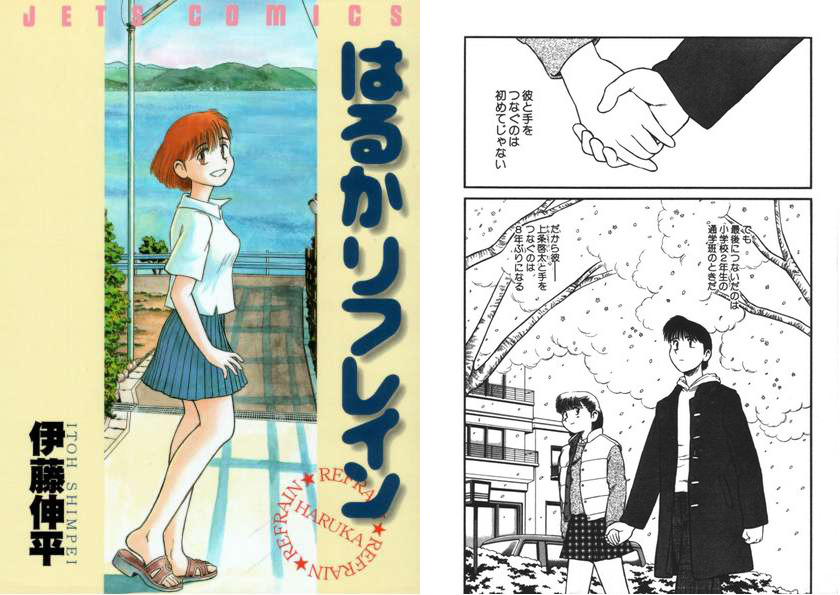 JETS COMICS
はるかリフレイン
伊藤伸平
ITOH SHIMPEI
REFRAIN★HARUKA★REFRAIN★REFRAIN★
彼と手を
つなぐのは
初めてじゃない
でも
最後につないだのは
小学校2年生の
通学班のときだ
だから彼――
上条啓太と手を
つなぐのは
8年ぶりになる